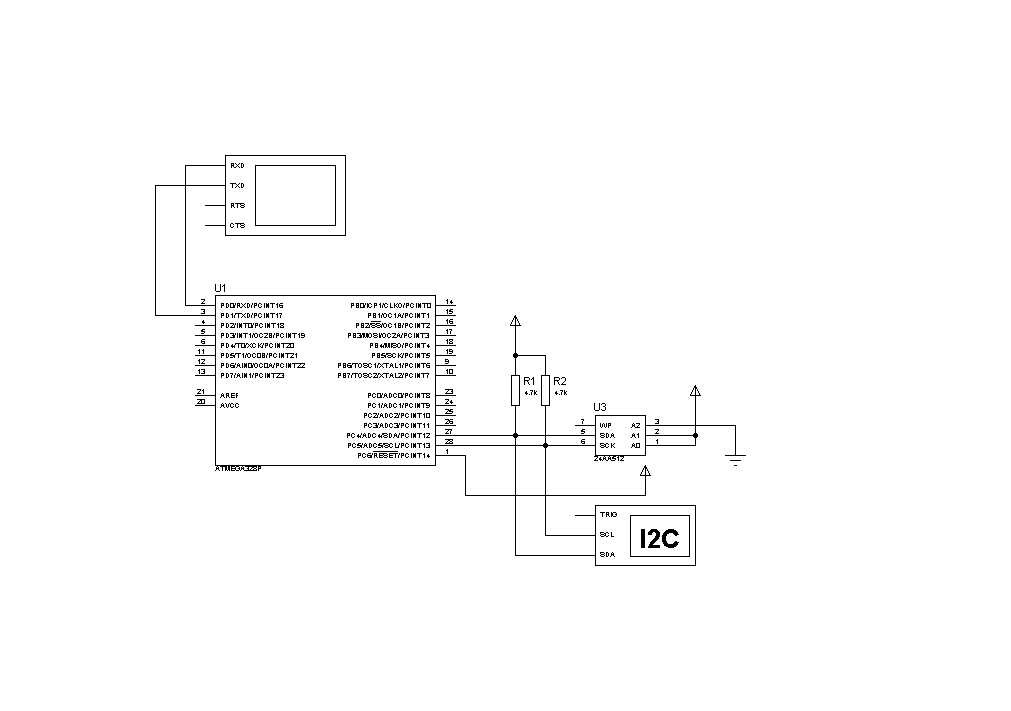 RXD
TXD
RTS
CTS
U1
2 PD0/RXD/PCINT16 PB0/ICP1/CLKO/PCINT0 14
3 PD1/TXD/PCINT17 PB1/OC1A/PCINT1 15
4 PD2/INT0/PCINT18 PB2/SS/OC1B/PCINT2 16
5 PD3/INT1/OC2B/PCINT19 PB3/MOSI/OC2A/PCINT3 17
6 PD4/T0/XCK/PCINT20 PB4/MISO/PCINT4 18
11 PD5/T1/OC0B/PCINT21 PB5/SCK/PCINT5 19
12 PD6/AIN0/OC0A/PCINT22 PB6/TOSC1/XTAL1/PCINT6 9
13 PD7/AIN1/PCINT23 PB7/TOSC2/XTAL2/PCINT7 10
21 AREF PC0/ADC0/PCINT8 23
20 AVCC PC1/ADC1/PCINT9 24
PC2/ADC2/PCINT10 25
PC3/ADC3/PCINT11 26
PC4/ADC4/SDA/PCINT12 27
PC5/ADC5/SCL/PCINT13 28
PC6/RESET/PCINT14 1
ATMEGA328P
R1
4.7k
R2
4.7k
U3
7 WP A2 3
5 SDA A1 2
6 SCK A0 1
24AA512
TRIG
SCL
SDA
I2C